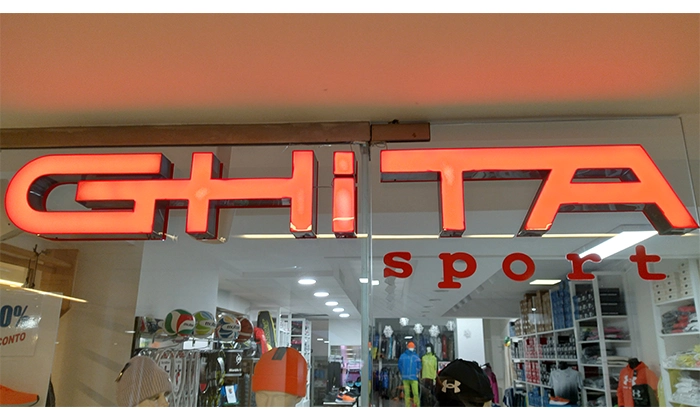 GHiTA
sport
0%
CONTO